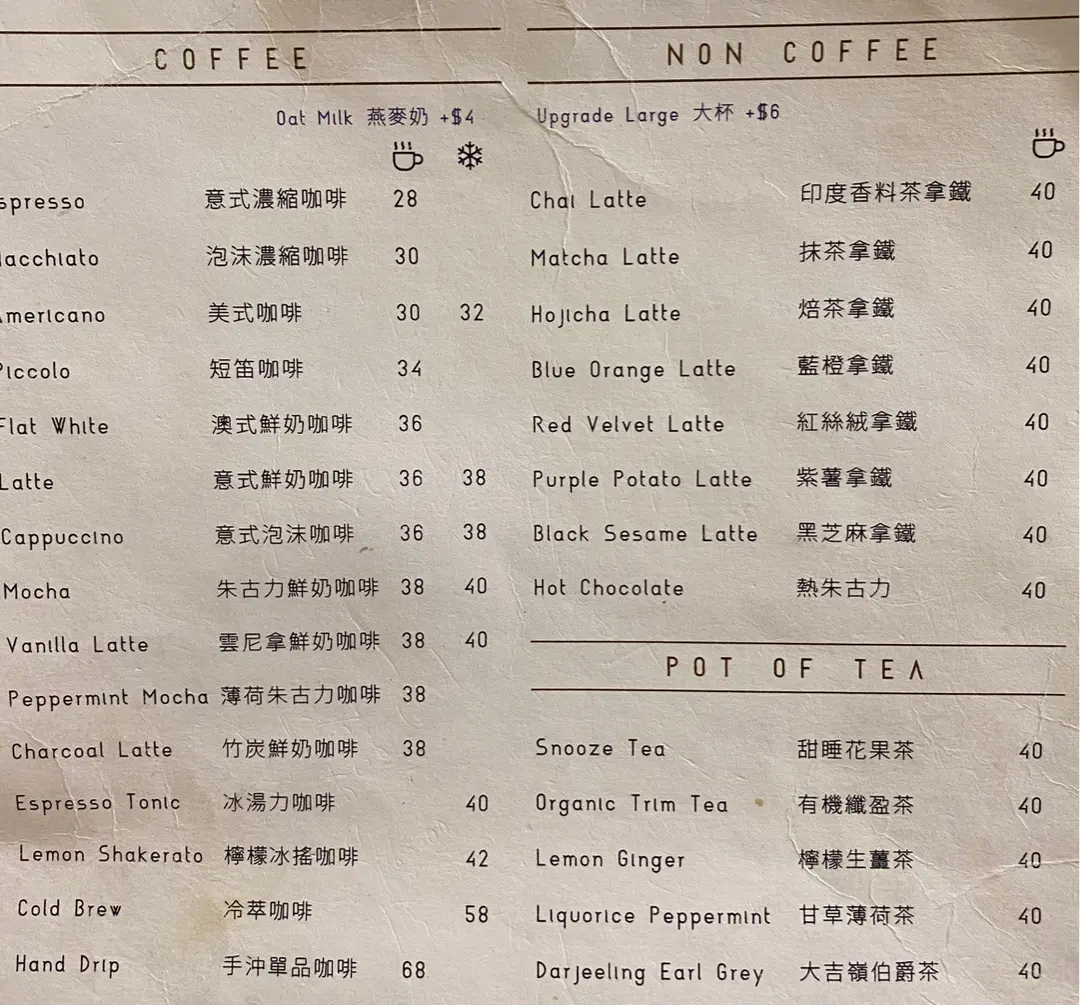 COFFEE
Oat Milk 燕麥奶 +$4
spresso 意式濃縮咖啡 28
acchiato 泡沫濃縮咖啡 30
Americano 美式咖啡 30 32
Piccolo 短笛咖啡 34
Flat White 澳式鮮奶咖啡 36
Latte 意式鮮奶咖啡 36 38
Cappuccino 意式泡沫咖啡 36 38
Mocha 朱古力鮮奶咖啡 38 40
Vanilla Latte 雲尼拿鮮奶咖啡 38 40
Peppermint Mocha 薄荷朱古力咖啡 38
Charcoal Latte 竹炭鮮奶咖啡 38
Espresso Tonic 冰湯力咖啡 40
Lemon Shakerato 檸檬冰搖咖啡 42
Cold Brew 冷萃咖啡 58
Hand Drip 手沖單品咖啡 68
NON COFFEE
Upgrade Large 大杯 +$6
Chai Latte 印度香料茶拿鐵 40
Matcha Latte 抹茶拿鐵 40
Hojicha Latte 焙茶拿鐵 40
Blue Orange Latte 藍橙拿鐵 40
Red Velvet Latte 紅絲絨拿鐵 40
Purple Potato Latte 紫薯拿鐵 40
Black Sesame Latte 黑芝麻拿鐵 40
Hot Chocolate 熱朱古力 40
POT OF TEA
Snooze Tea 甜睡花果茶 40
Organic Trim Tea 有機纖盈茶 40
Lemon Ginger 檸檬生薑茶 40
Liquorice Peppermint 甘草薄荷茶 40
Darjeeling Earl Grey 大吉嶺伯爵茶 40